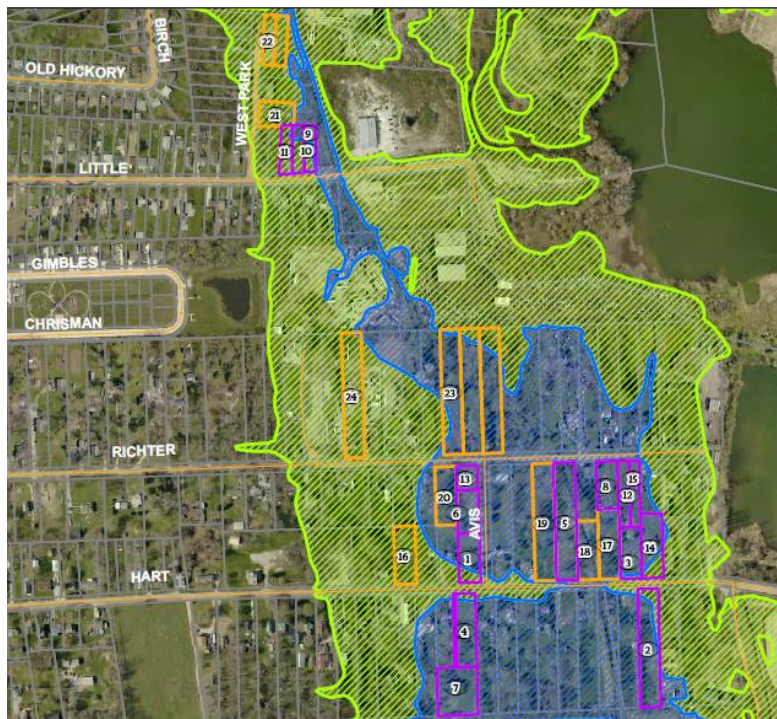 BIRCH
22
OLD HICKORY
WEST PARK
21
9
11
10
LITTLE
GIMBLES
CHRISMAN
24
23
RICHTER
13
8
15
20
12
6
AVIS
19
5
18
17
14
16
1
3
HART
4
2
7